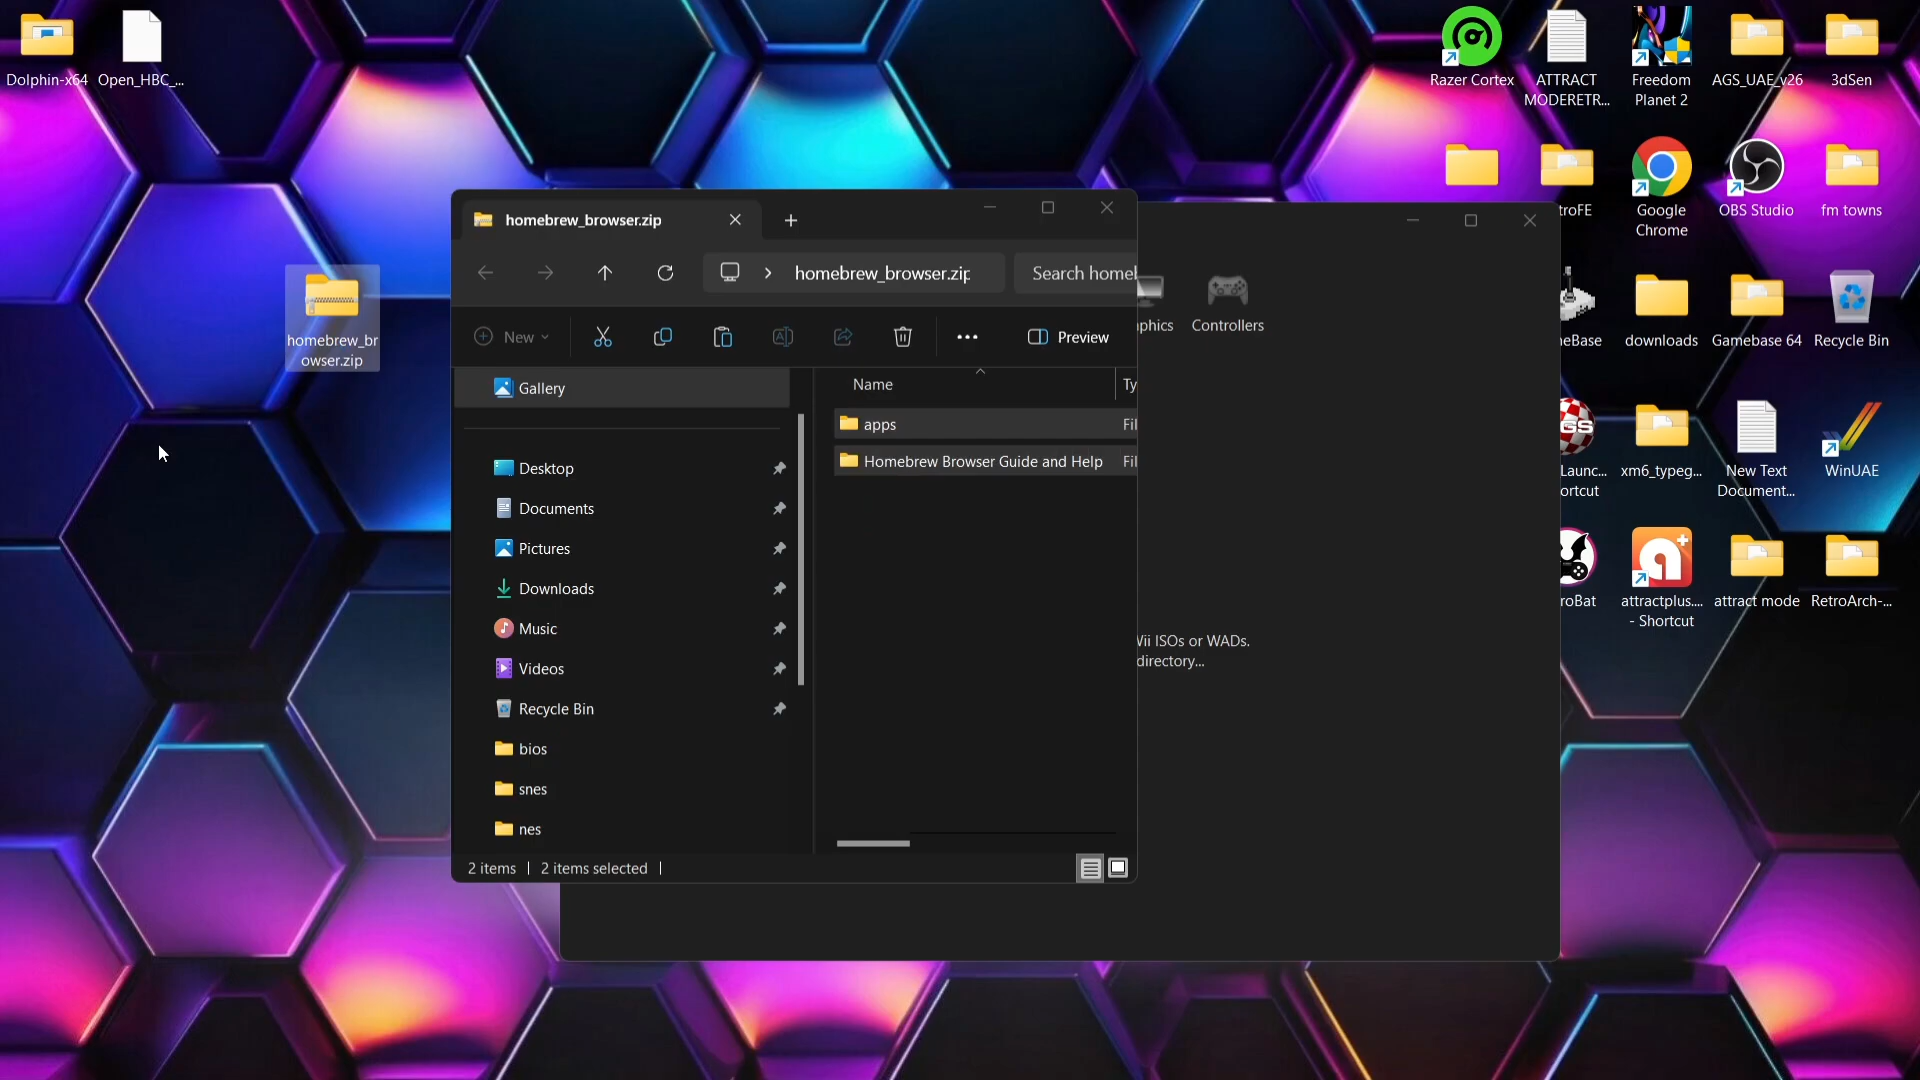 Dolphin-x64
Open_HBC_...
Razer Cortex
ATTRACT
MODERETR...
Freedom
Planet 2
AGS_UAE_v26
3dSen
homebrew_br
owser.zip
homebrew_browser.zip
homebrew_browser.zip
Search homel
New
Preview
Gallery
Desktop
Documents
Pictures
Downloads
Music
Videos
Recycle Bin
bios
snes
nes
Name
Ty
apps
Fil
Homebrew Browser Guide and Help
Fil
2 items
2 items selected
phics
Controllers
Wii ISOs or WADs.
directory...
roFE
Google
Chrome
OBS Studio
fm towns
eBase
downloads
Gamebase 64
Recycle Bin
GS
Launc...
ortcut
xm6_typeg...
New Text
Document...
WinUAE
roBat
attractplus....
- Shortcut
attract mode
RetroArch-...